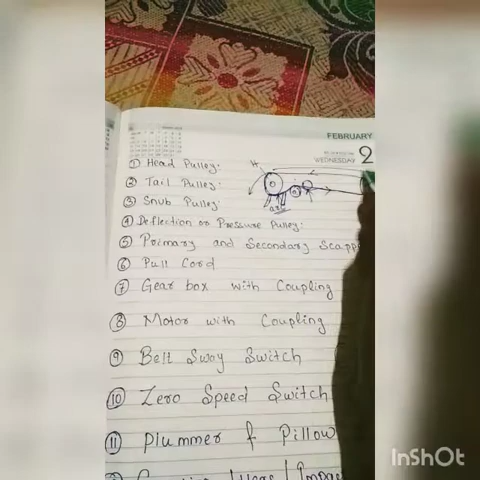 FEBRUARY
WEDNESDAY 2
① Head Pulley.
H
② Tail Pulley:
③ Snub Pulley:
④ Deflection or Pressure Pulley:
⑤ Primary and Secondary Scapp
⑥ Pull Cord
⑦ Gear box with Coupling
⑧ Motor with Coupling
⑨ Belt Sway Switch
⑩ Zero Speed Switch
⑪ Plummer & Pillow
InShOt